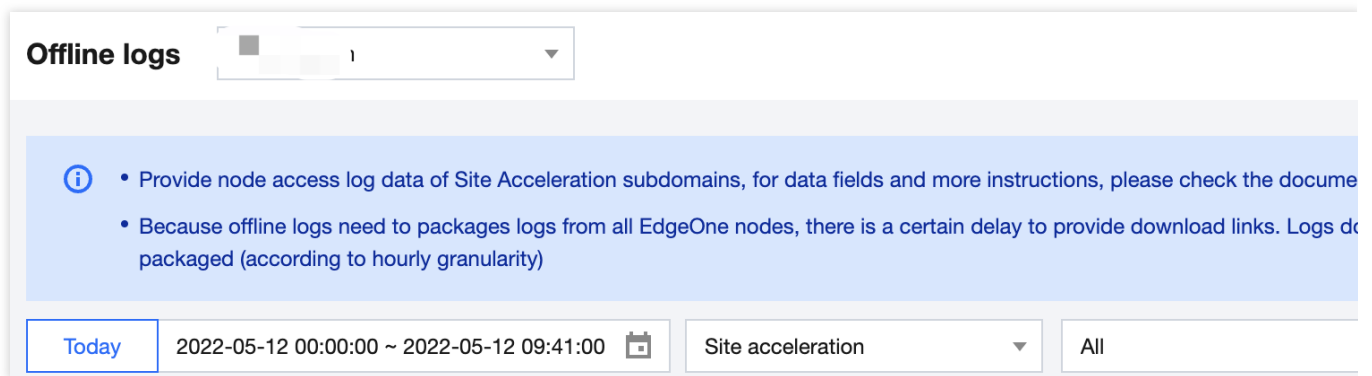 Offline logs
• Provide node access log data of Site Acceleration subdomains, for data fields and more instructions, please check the
• Because offline logs need to packages logs from all EdgeOne nodes, there is a certain delay to provide download links. Logs
packaged (according to hourly granularity)
Today 2022-05-12 00:00:00 ~ 2022-05-12 09:41:00 Site acceleration All